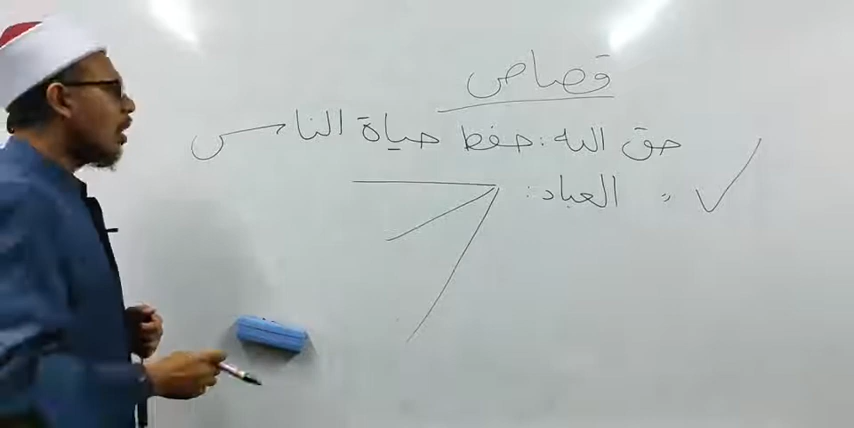 قصاص
حق الله : حفظ حياة الناس
" العباد :